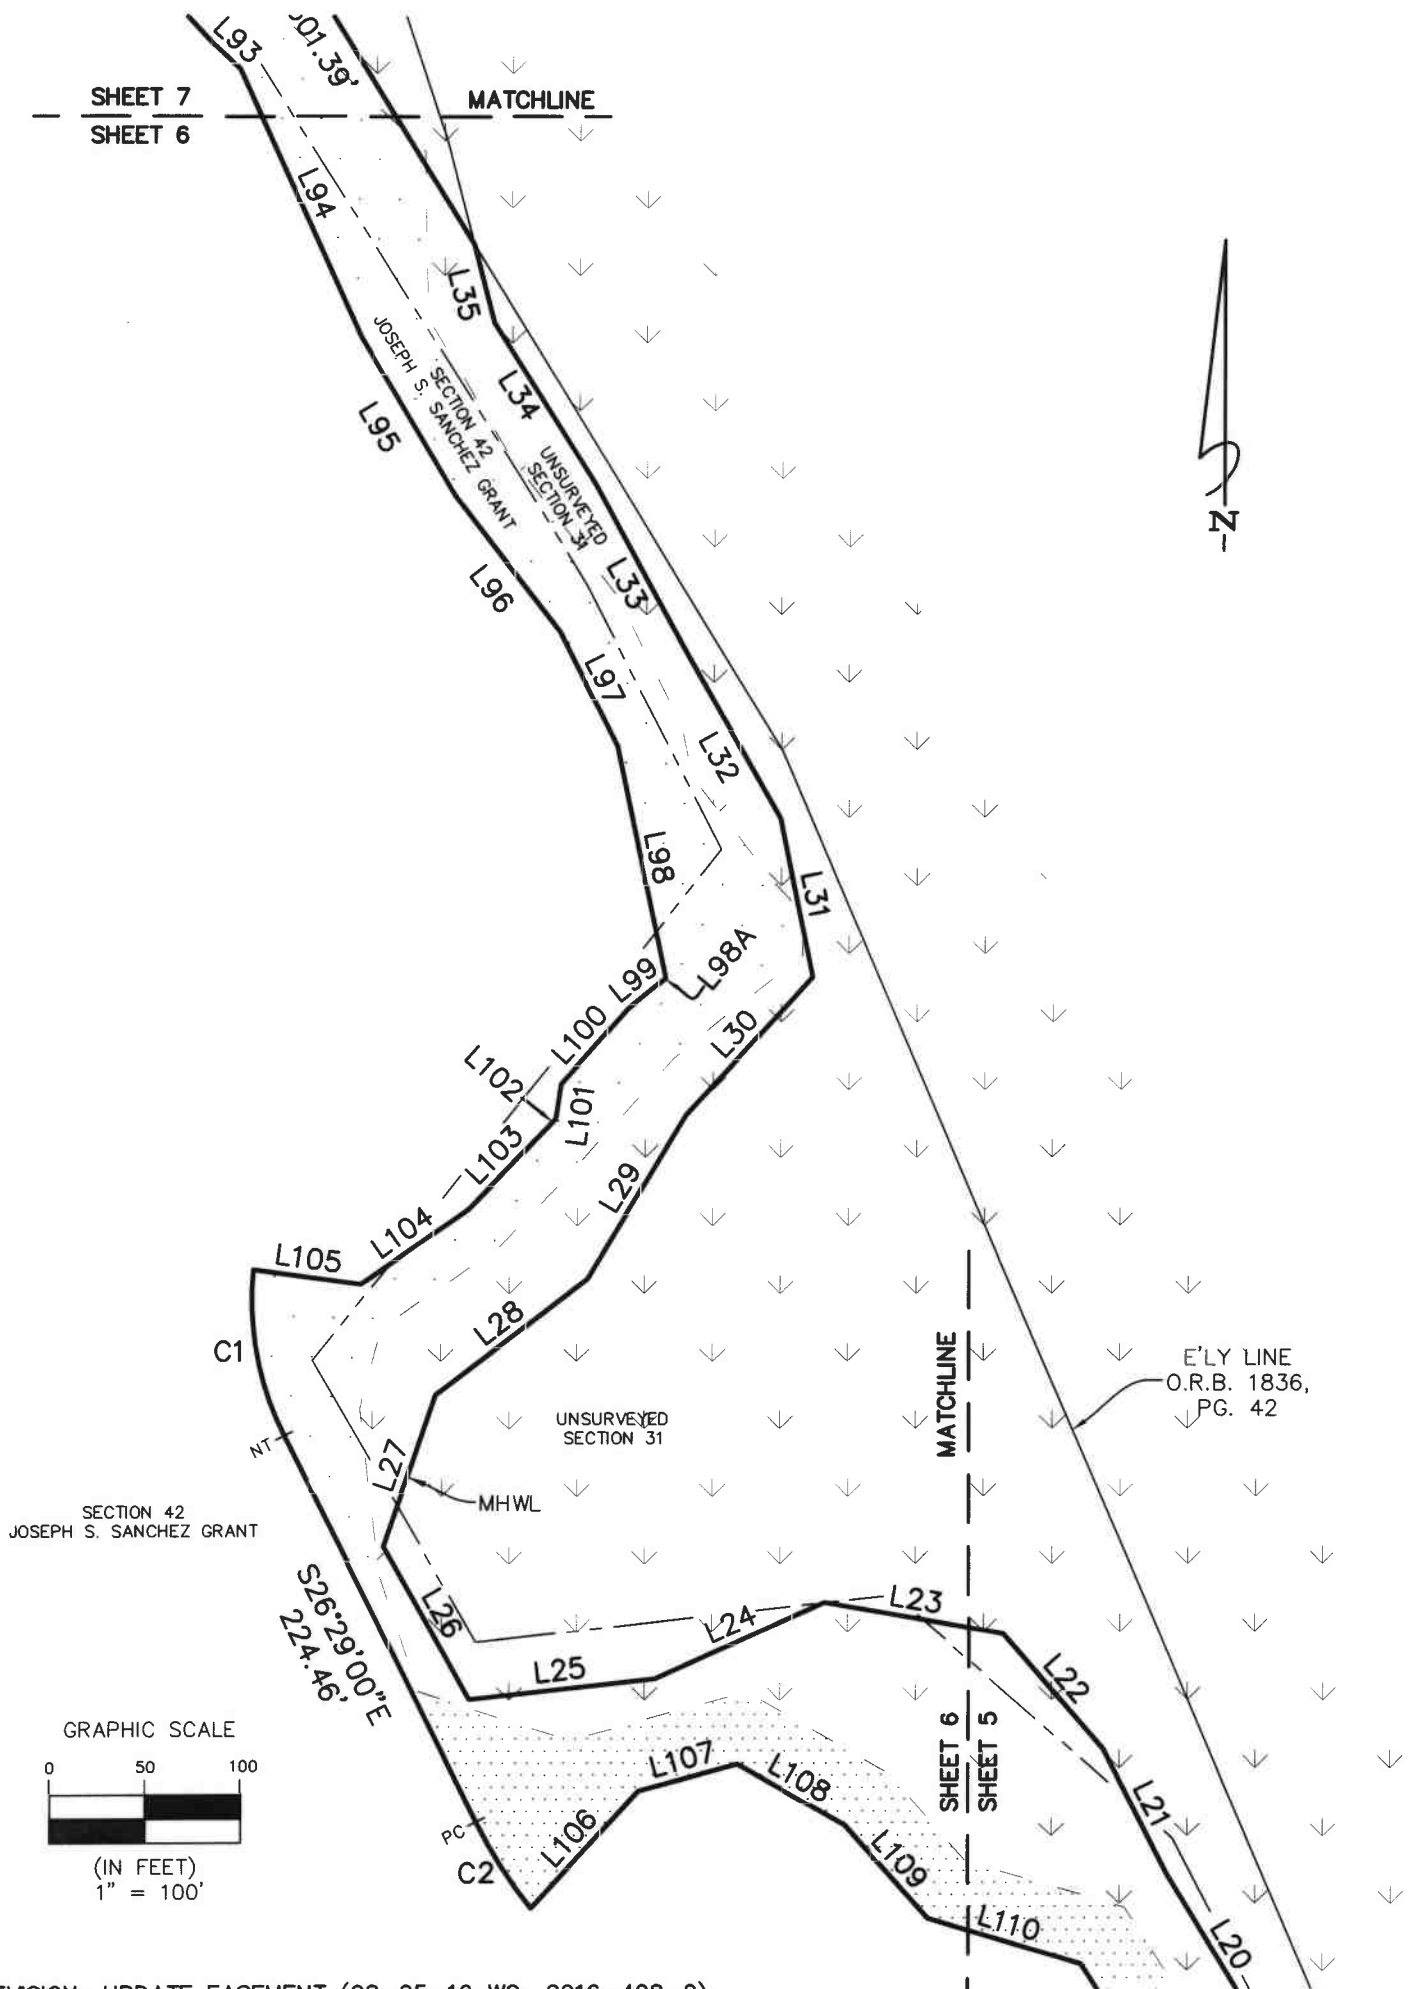 L93
01.39'
SHEET 7
MATCHLINE
SHEET 6
L94
L35
JOSEPH S. SANCHEZ GRANT
SECTION 42
L34
L95
UNSURVEYED
SECTION 31
L33
L96
-N-
L97
L32
L98
L31
L98A
L99
L100
L30
L102
L101
L103
L29
L104
L105
L28
C1
MATCHLINE
E'LY LINE
O.R.B. 1836,
PG. 42
UNSURVEYED
SECTION 31
NT
L27
MHWL
SECTION 42
JOSEPH S. SANCHEZ GRANT
S26°29'00"E
224.46'
L26
L23
L24
L25
L22
GRAPHIC SCALE
0 50 100
(IN FEET)
1" = 100'
SHEET 6
SHEET 5
L107
L108
L21
PC
L106
C2
L109
L110
L20
UPDATE EASEMENT